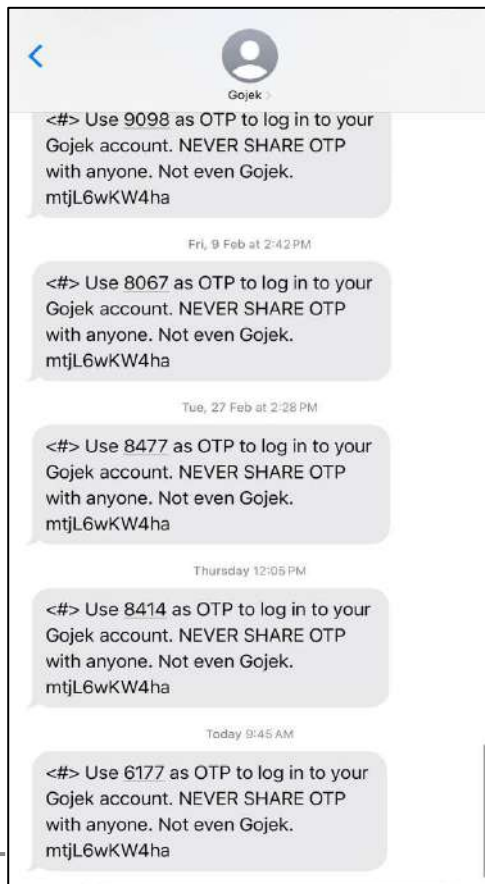 Gojek
<#> Use 9098 as OTP to log in to your
Gojek account. NEVER SHARE OTP
with anyone. Not even Gojek.
mtjL6wKW4ha
Fri, 9 Feb at 2:42 PM
<#> Use 8067 as OTP to log in to your
Gojek account. NEVER SHARE OTP
with anyone. Not even Gojek.
mtjL6wKW4ha
Tue, 27 Feb at 2:28 PM
<#> Use 8477 as OTP to log in to your
Gojek account. NEVER SHARE OTP
with anyone. Not even Gojek.
mtjL6wKW4ha
Thursday 12:05 PM
<#> Use 8414 as OTP to log in to your
Gojek account. NEVER SHARE OTP
with anyone. Not even Gojek.
mtjL6wKW4ha
Today 9:45 AM
<#> Use 6177 as OTP to log in to your
Gojek account. NEVER SHARE OTP
with anyone. Not even Gojek.
mtjL6wKW4ha